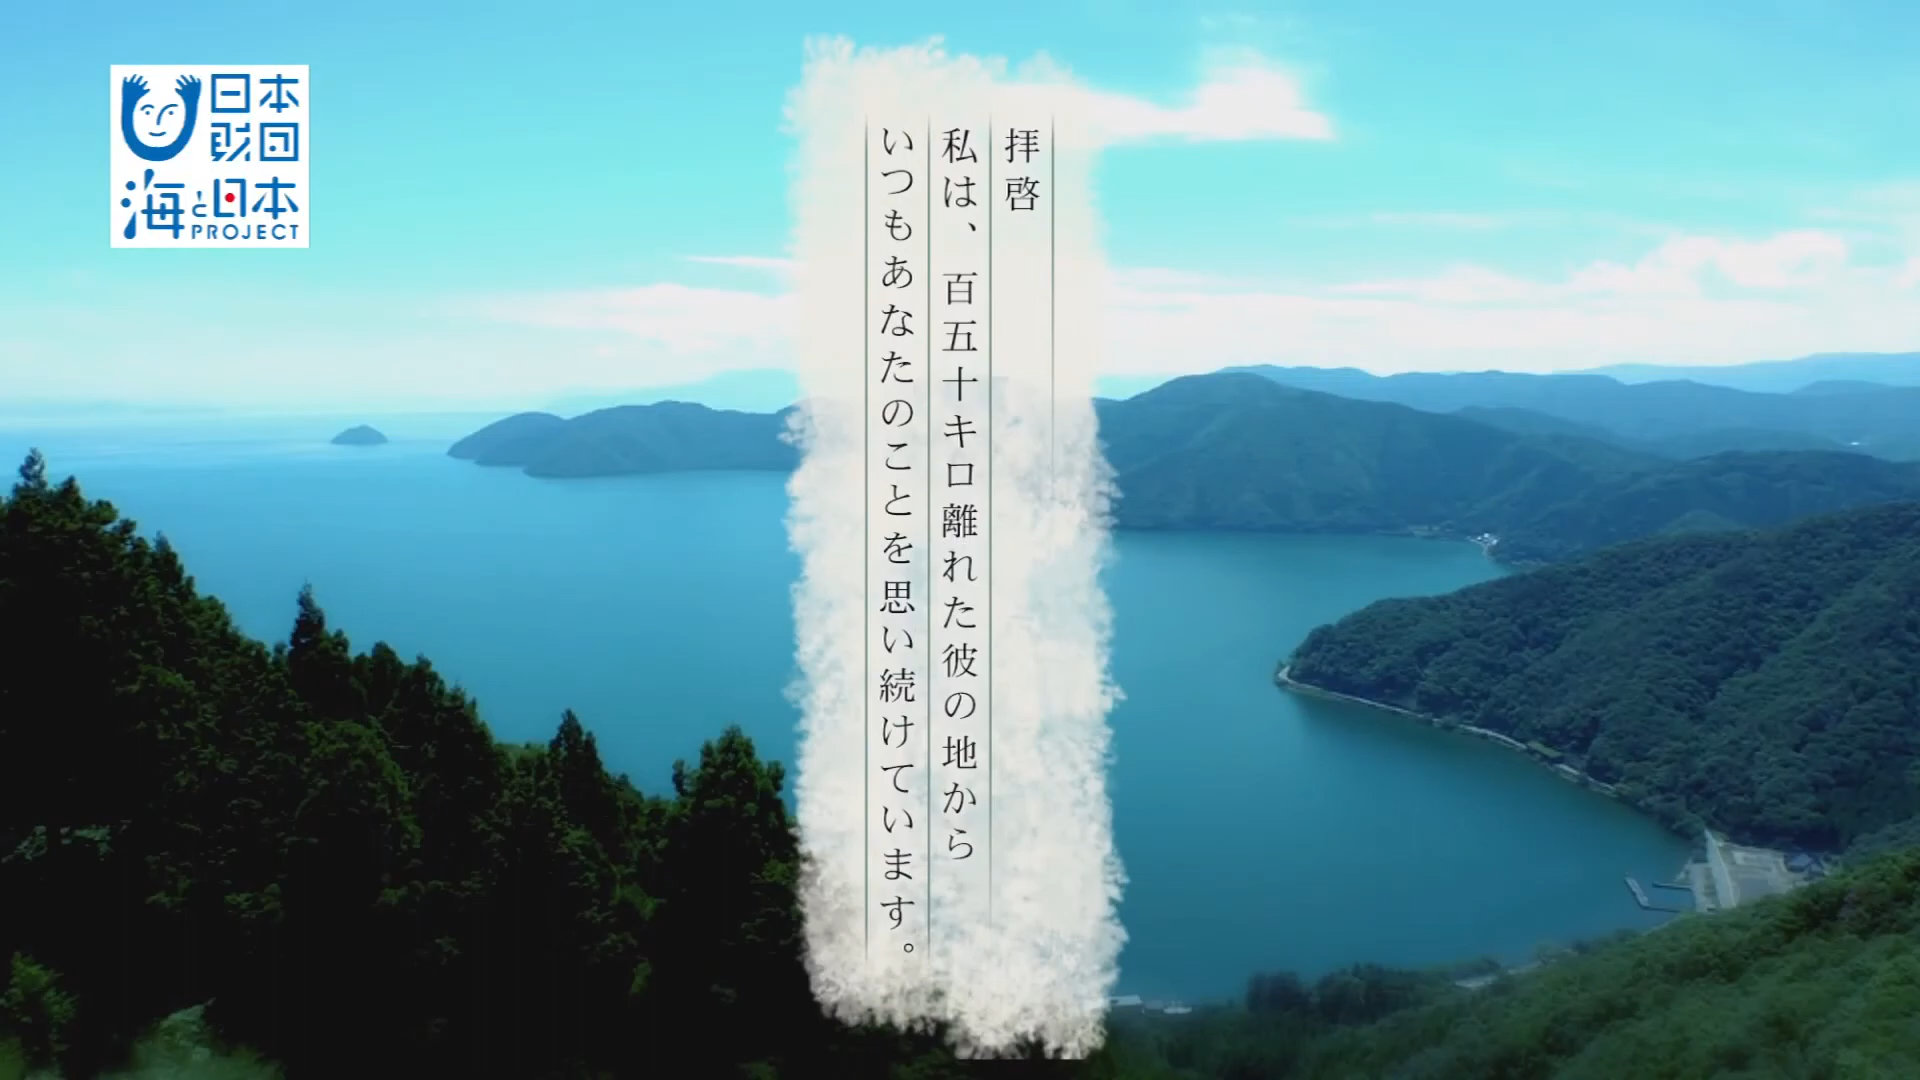 日本
財団
海と日本
PROJECT
拝啓
私は、百五十キロ離れた彼の地から
いつもあなたのことを思い続けています。